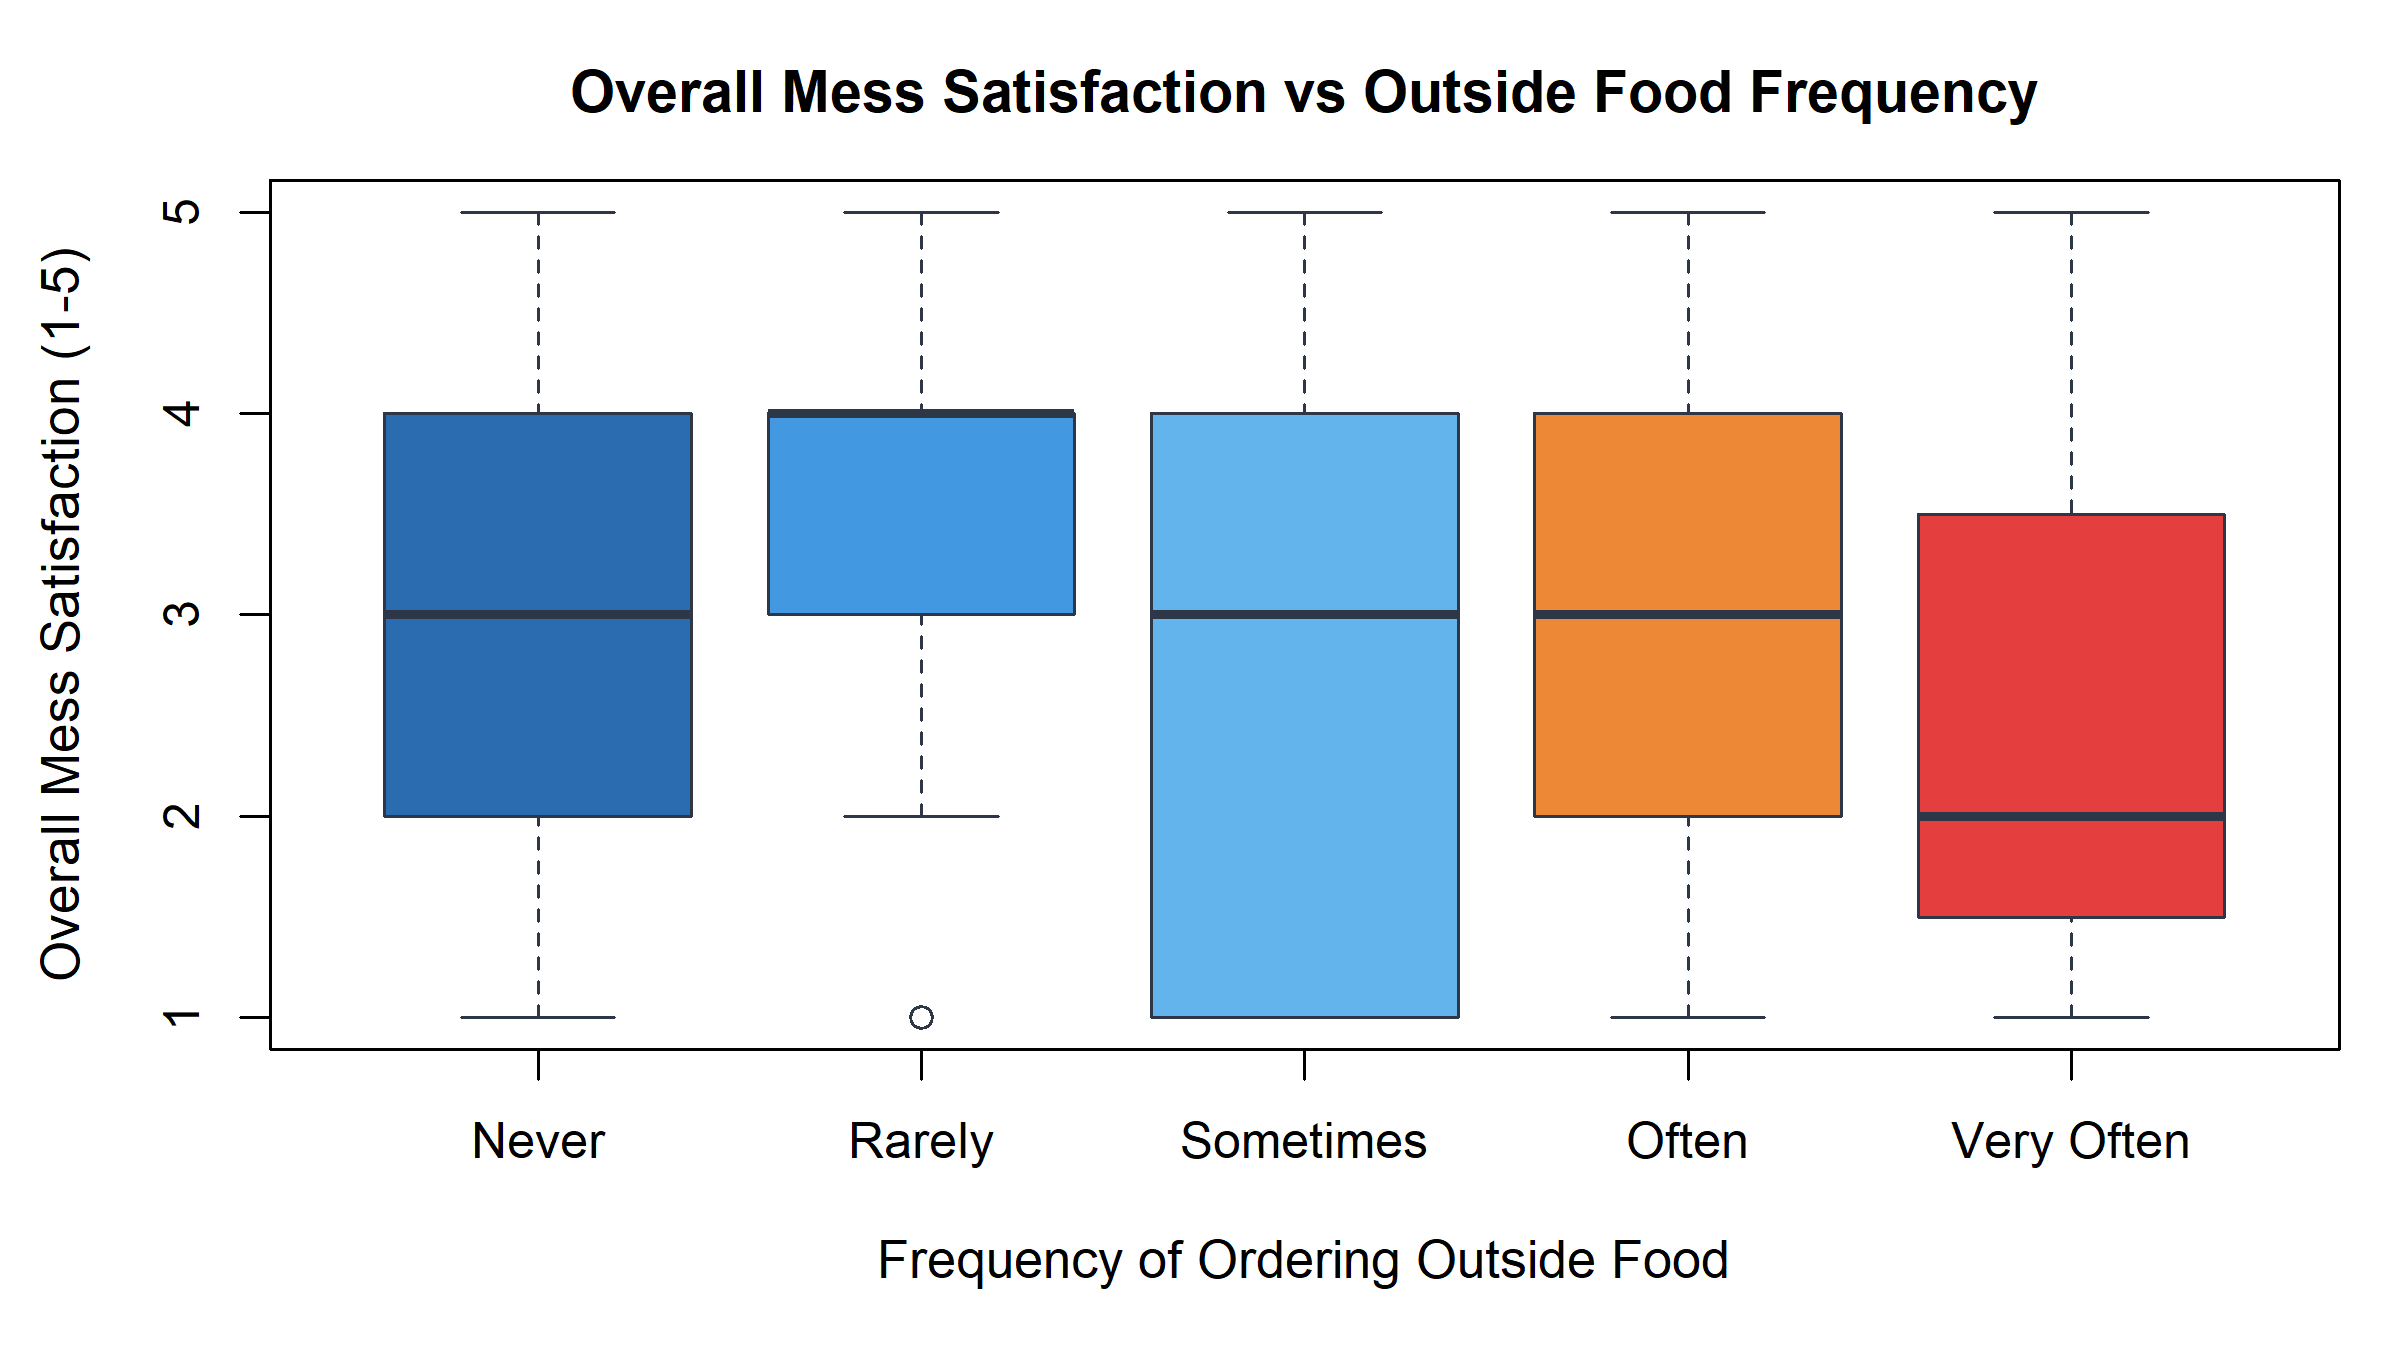 Overall Mess Satisfaction vs Outside Food Frequency
Overall Mess Satisfaction (1-5)
5
4
3
2
1
Never
Rarely
Sometimes
Often
Very Often
Frequency of Ordering Outside Food